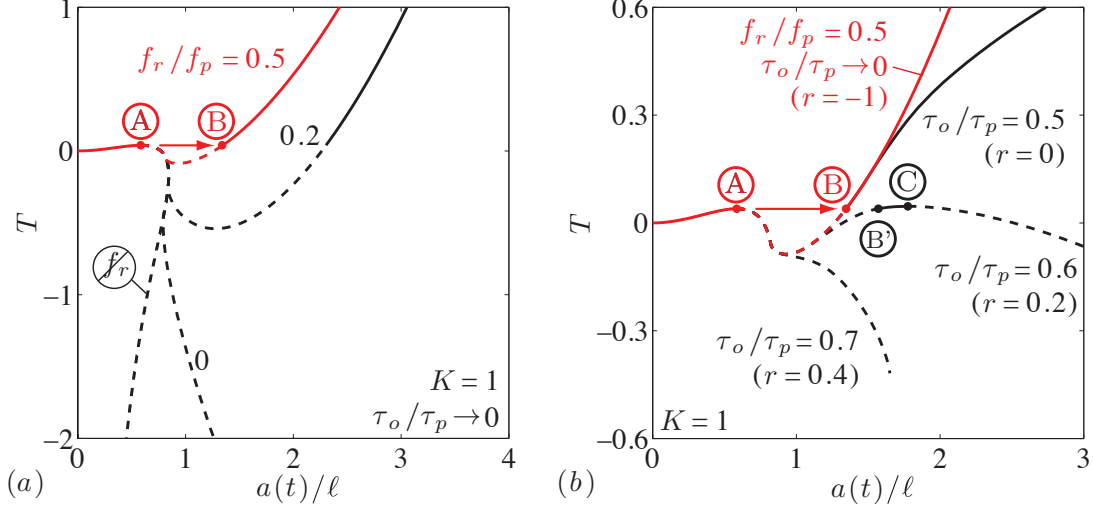 1
0
−1
−2
T
0
1
2
3
4
a(t)/ℓ
(a)
f_r/f_p = 0.5
A
B
0.2
f_r
0
K = 1
τ_o/τ_p → 0
0.6
0.3
0
−0.3
−0.6
T
0
1
2
3
a(t)/ℓ
(b)
f_r/f_p = 0.5
τ_o/τ_p → 0
(r = −1)
A
B
B'
C
τ_o/τ_p = 0.5
(r = 0)
τ_o/τ_p = 0.6
(r = 0.2)
τ_o/τ_p = 0.7
(r = 0.4)
K = 1